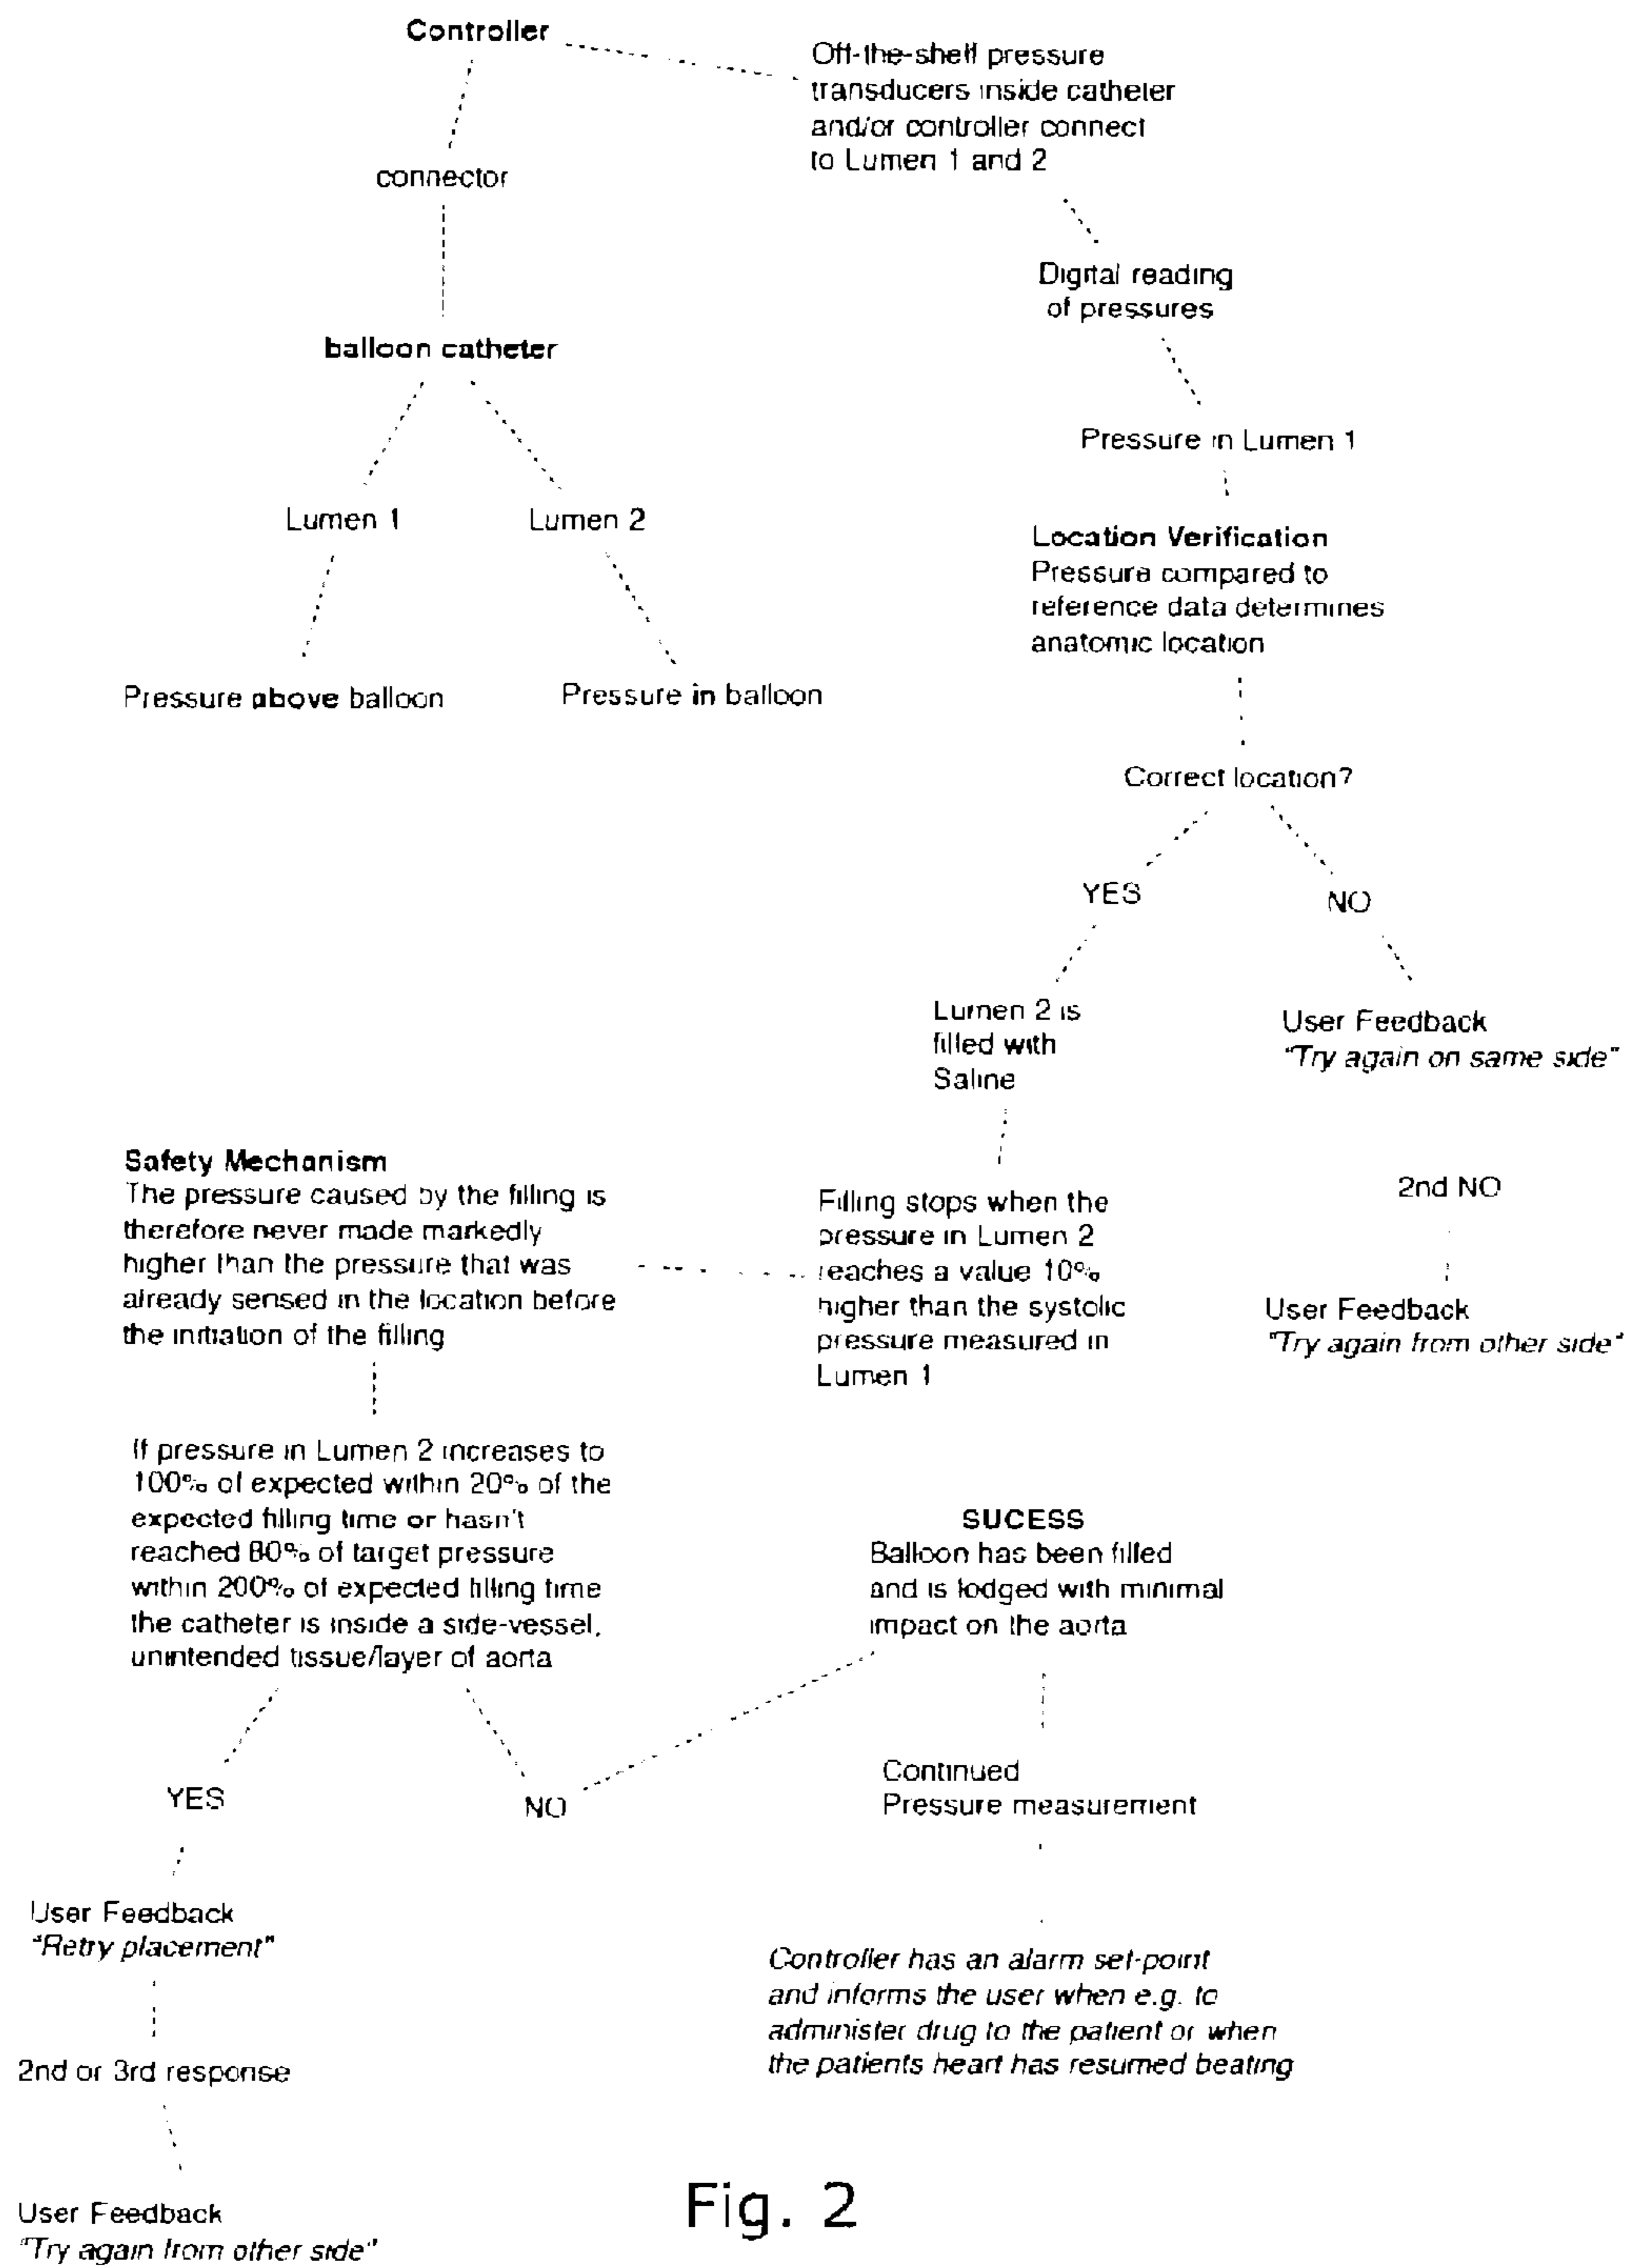 Controller
Off-the-shelf pressure
transducers inside catheter
and/or controller connect
to Lumen 1 and 2
connector
Digital reading
of pressures
balloon catheter
Pressure in Lumen 1
Lumen 1
Lumen 2
Location Verification
Pressure compared to
reference data determines
anatomic location
Pressure above balloon
Pressure in balloon
Correct location?
YES
NO
Lumen 2 is
filled with
Saline
User Feedback
"Try again on same side"
Safety Mechanism
The pressure caused by the filling is
therefore never made markedly
higher than the pressure that was
already sensed in the location before
the initiation of the filling
Filling stops when the
pressure in Lumen 2
reaches a value 10%
higher than the systolic
pressure measured in
Lumen 1
2nd NO
User Feedback
"Try again from other side"
If pressure in Lumen 2 increases to
100% of expected within 20% of the
expected filling time or hasn't
reached 80% of target pressure
within 200% of expected filling time
the catheter is inside a side-vessel,
unintended tissue/layer of aorta
SUCESS
Balloon has been filled
and is lodged with minimal
impact on the aorta
YES
NO
Continued
Pressure measurement
User Feedback
"Retry placement"
Controller has an alarm set-point
and informs the user when e.g. to
administer drug to the patient or when
the patients heart has resumed beating
2nd or 3rd response
User Feedback
"Try again from other side"
Fig. 2